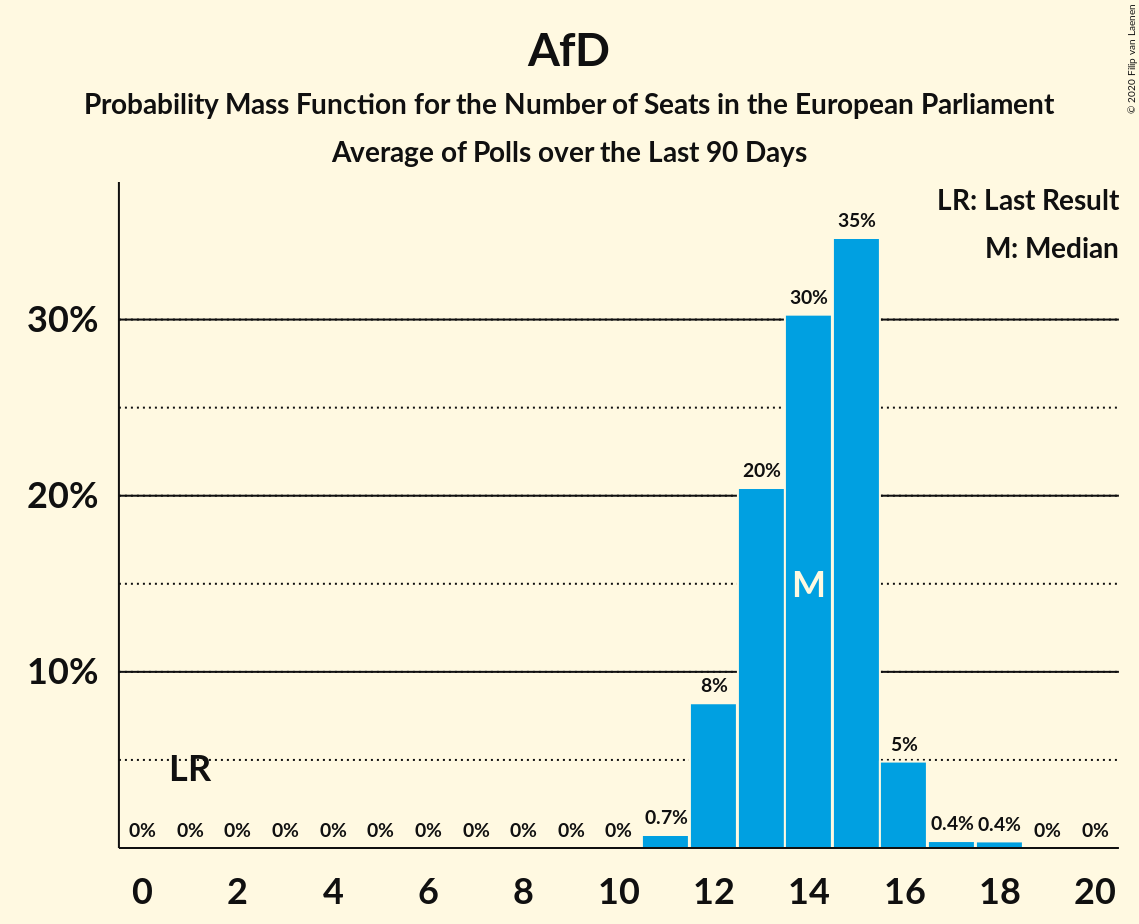 AfD
Probability Mass Function for the Number of Seats in the European Parliament
Average of Polls over the Last 90 Days
© 2020 Filip van Laenen
LR: Last Result
M: Median
35%
30%
30%
20%
20%
M
10%
8%
5%
LR
0% 0% 0% 0% 0% 0% 0% 0% 0% 0% 0% 0.7% 0.4% 0.4% 0% 0%
0 2 4 6 8 10 12 14 16 18 20